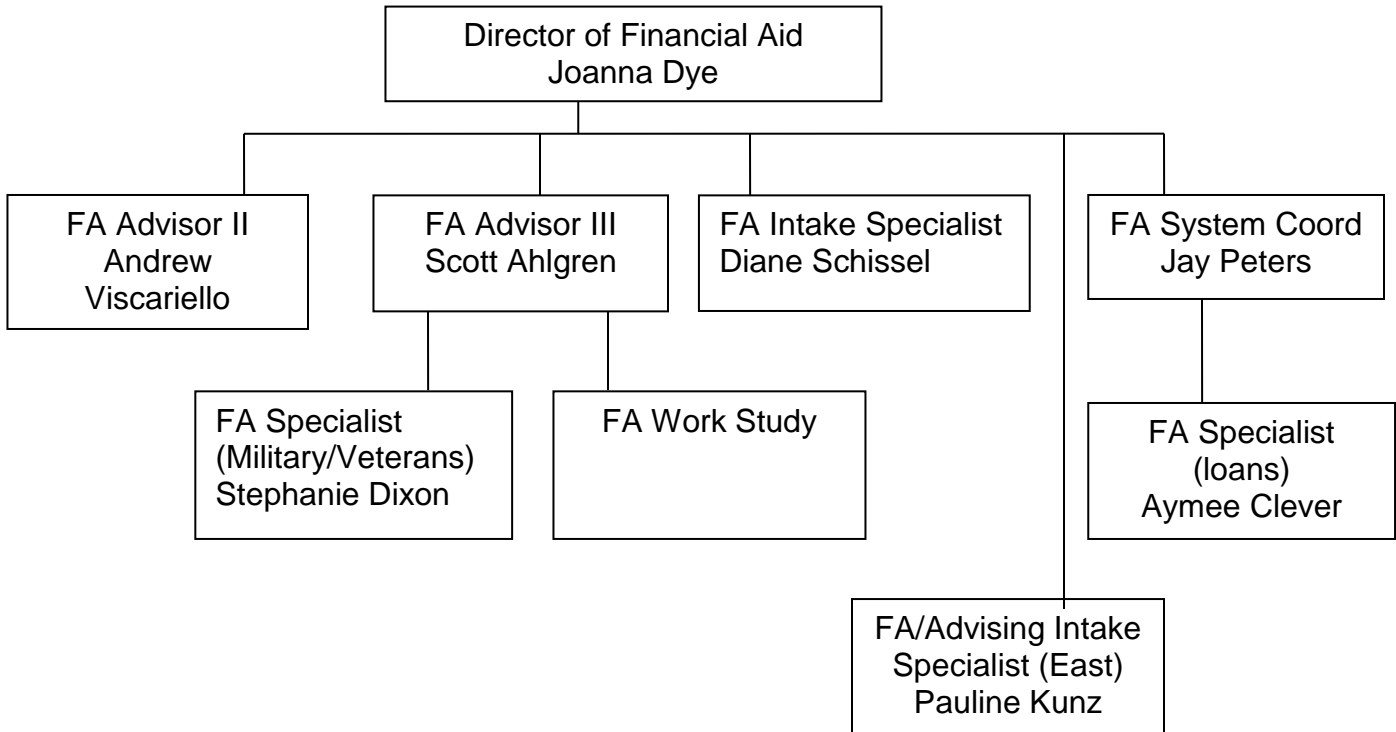 Director of Financial Aid
Joanna Dye
FA Advisor II
Andrew
Viscariello
FA Advisor III
Scott Ahlgren
FA Intake Specialist
Diane Schissel
FA System Coord
Jay Peters
FA Specialist
(Military/Veterans)
Stephanie Dixon
FA Work Study
FA Specialist
(loans)
Aymee Clever
FA/Advising Intake
Specialist (East)
Pauline Kunz